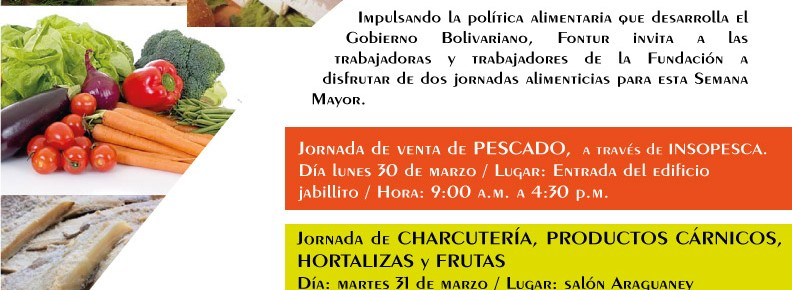 Impulsando la política alimentaria que desarrolla el
Gobierno Bolivariano, Fontur invita a las
trabajadoras y trabajadores de la Fundación a
disfrutar de dos jornadas alimenticias para esta Semana
Mayor.
Jornada de venta de PESCADO, a través de INSOPESCA.
Día lunes 30 de marzo / Lugar: Entrada del edificio
jabillito / Hora: 9:00 a.m. a 4:30 p.m.
Jornada de CHARCUTERÍA, PRODUCTOS CÁRNICOS,
HORTALIZAS y FRUTAS
Día: martes 31 de marzo / Lugar: salón Araguaney